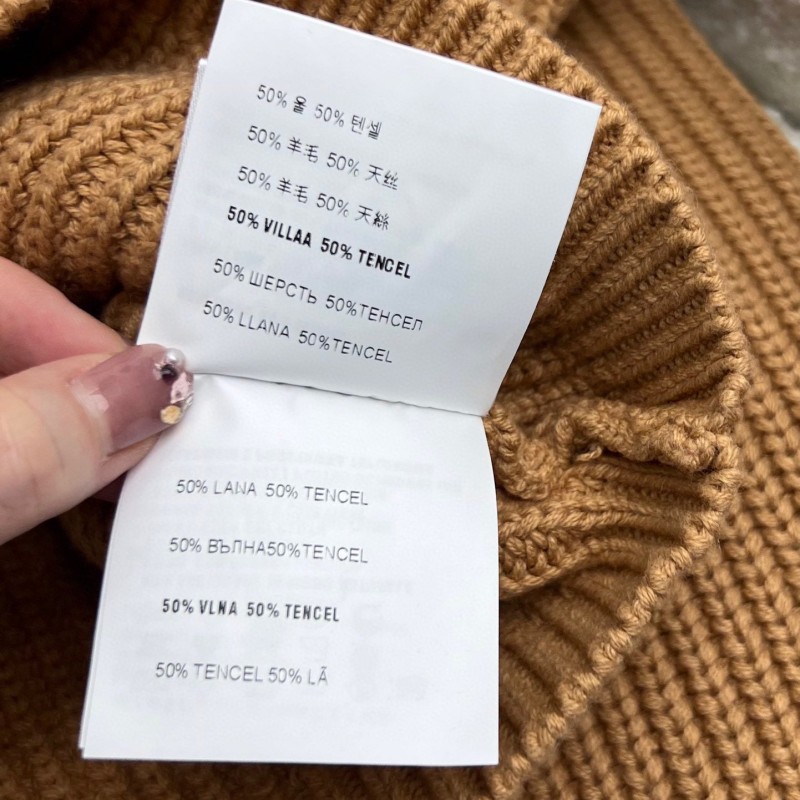 50% 울 50% 텐셀
50% 羊毛 50% 天丝
50% 羊毛 50% 天絲
50% VILLAA 50% TENCEL
50% ШЕРСТЬ 50%ТЕНСЕЛ
50% LLANA 50%TENCEL
50% LANA 50% TENCEL
50% ВЪЛНА50%TENCEL
50% VLNA 50% TENCEL
50% TENCEL 50% LÃ